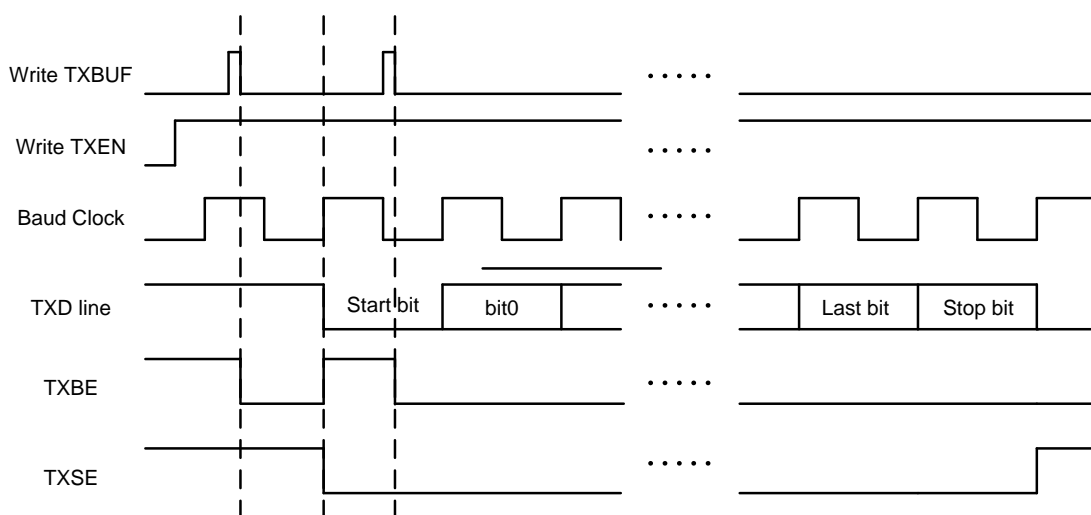 Write TXBUF
Write TXEN
Baud Clock
TXD line
Start bit
bit0
Last bit
Stop bit
TXBE
TXSE